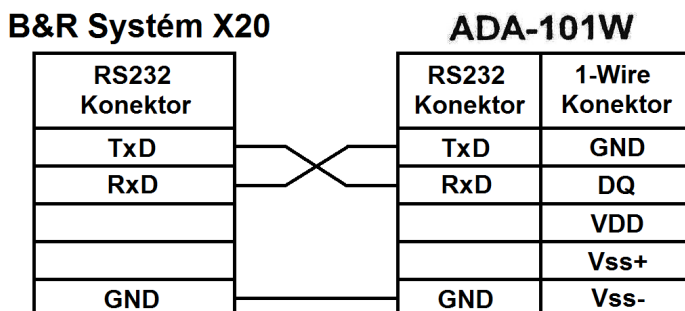 B&R Systém X20
ADA-101W
RS232
Konektor
RS232
Konektor
1-Wire
Konektor
TxD
TxD
GND
RxD
RxD
DQ
VDD
Vss+
GND
GND
Vss-